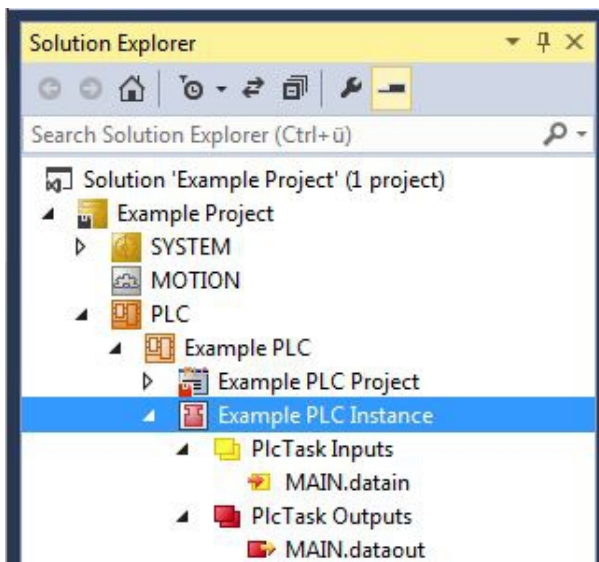 Solution Explorer
Search Solution Explorer (Ctrl+ü)
Solution 'Example Project' (1 project)
Example Project
SYSTEM
MOTION
PLC
Example PLC
Example PLC Project
Example PLC Instance
PlcTask Inputs
MAIN.datain
PlcTask Outputs
MAIN.dataout